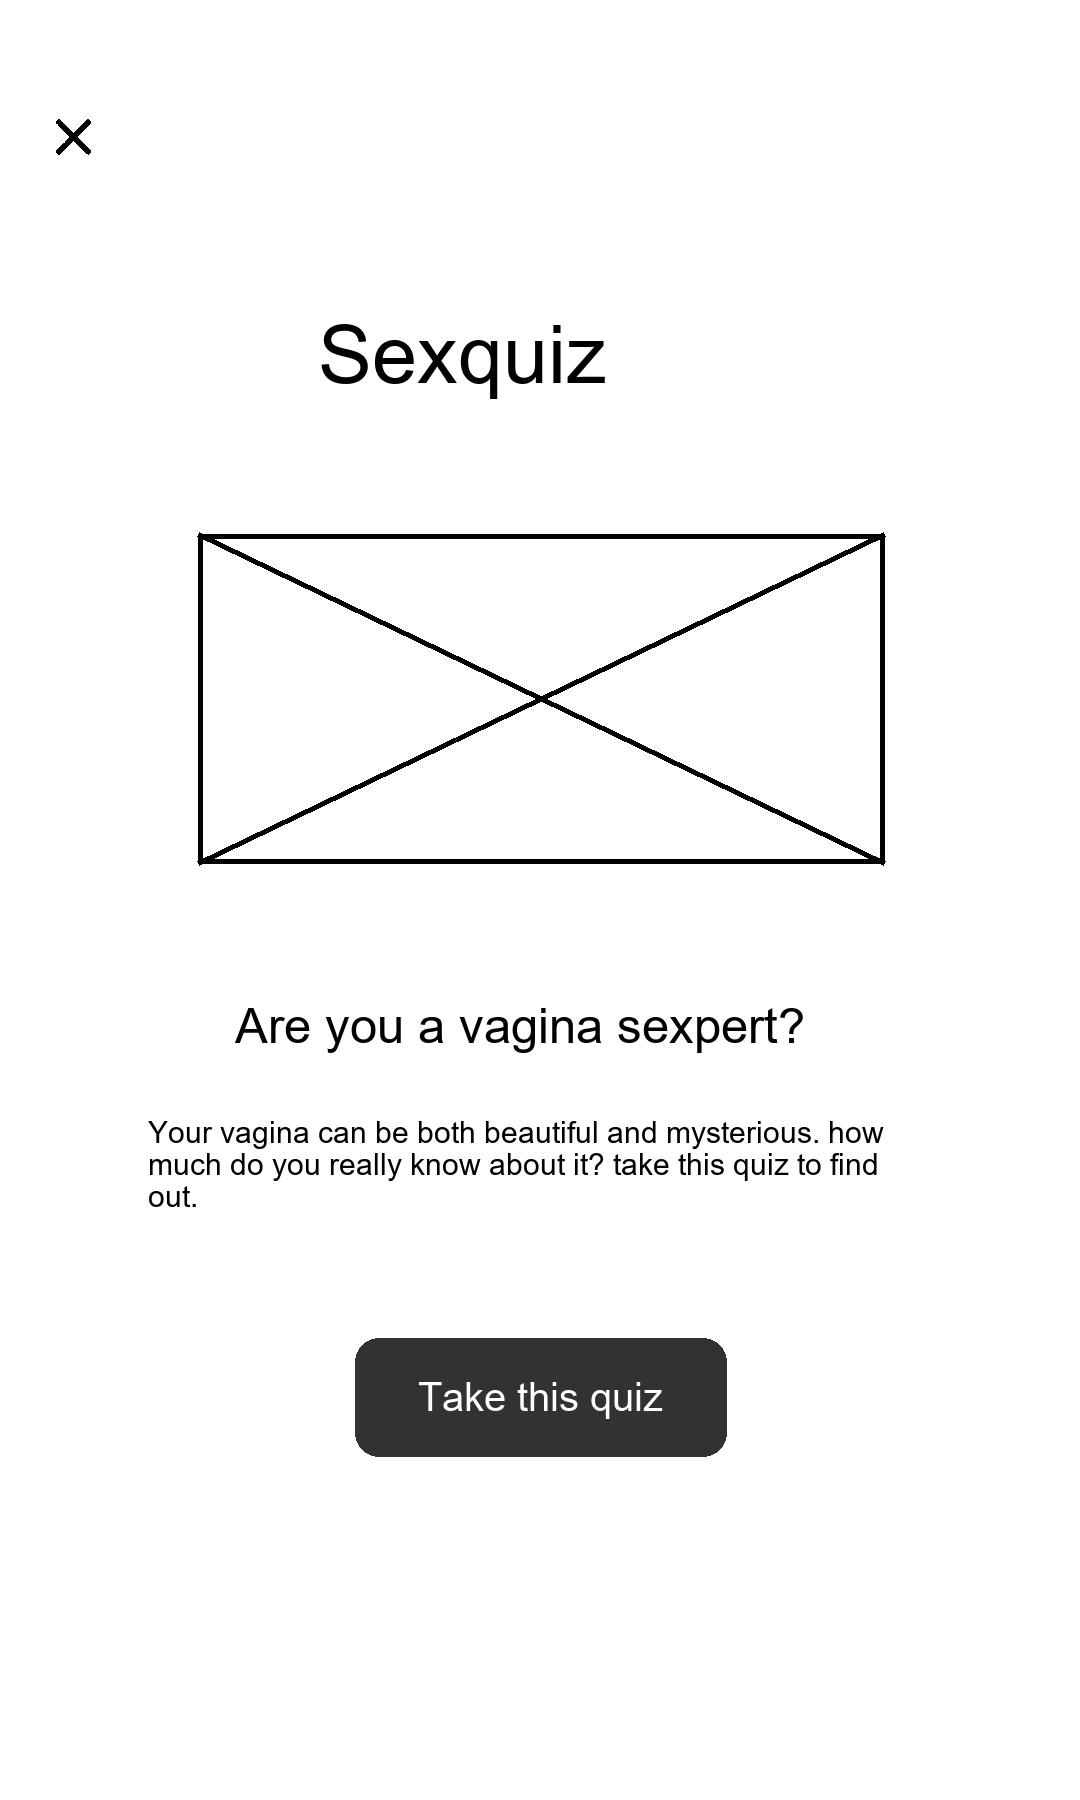 Sexquiz
Are you a vagina sexpert?
Your vagina can be both beautiful and mysterious. how
much do you really know about it? take this quiz to find
out.
Take this quiz